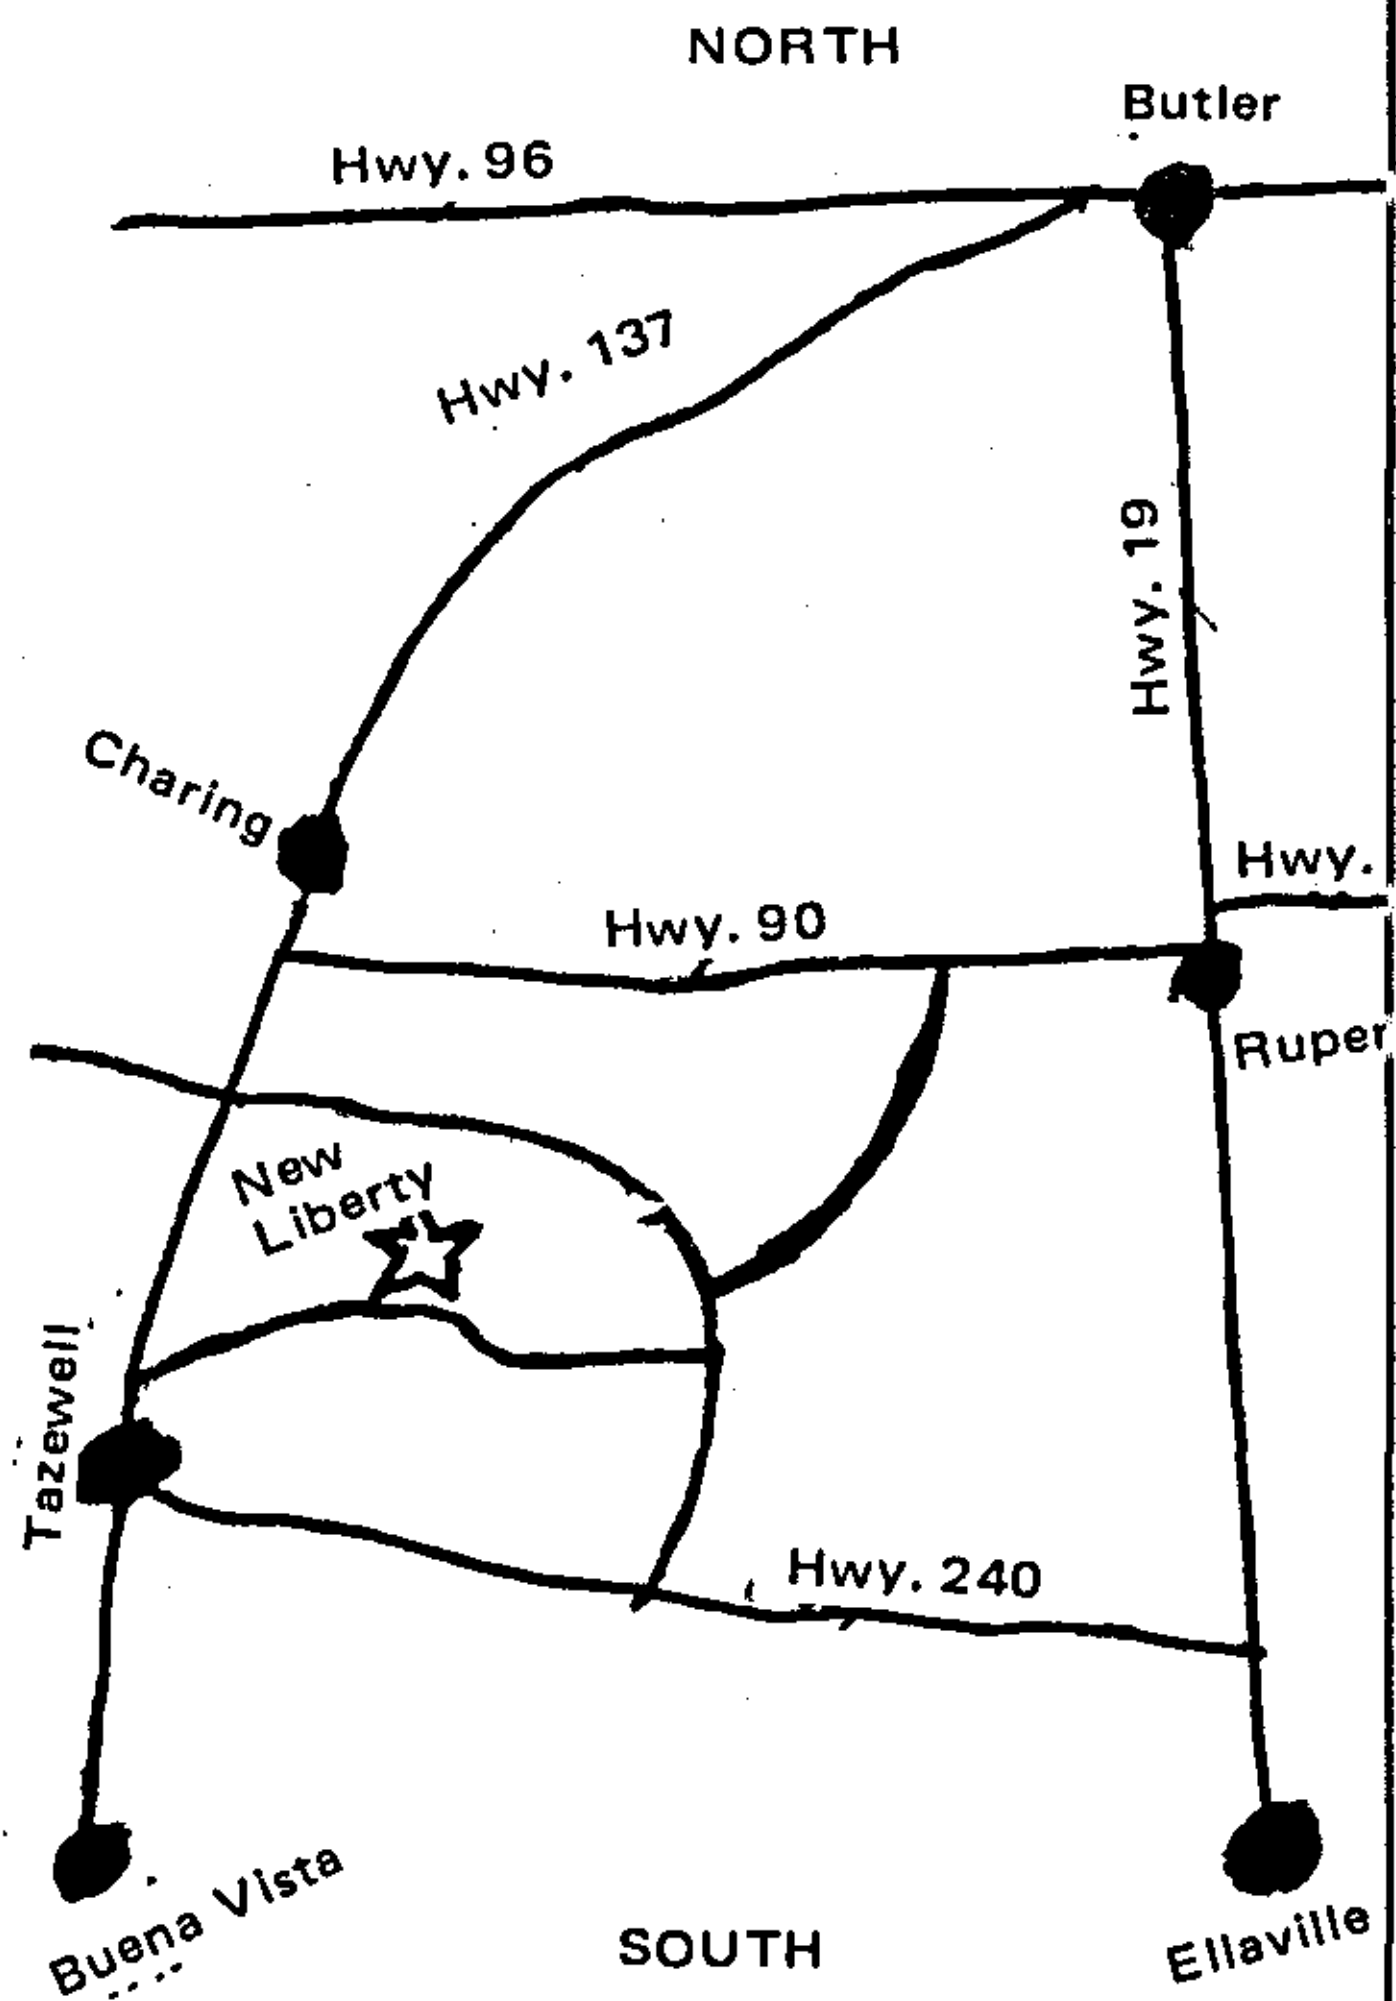 NORTH
Butler
Hwy. 96
Hwy. 137
Hwy. 19
Charing
Hwy.
Hwy. 90
Ruper
New
Liberty
Tazewell
Hwy. 240
Buena Vista
SOUTH
Ellaville